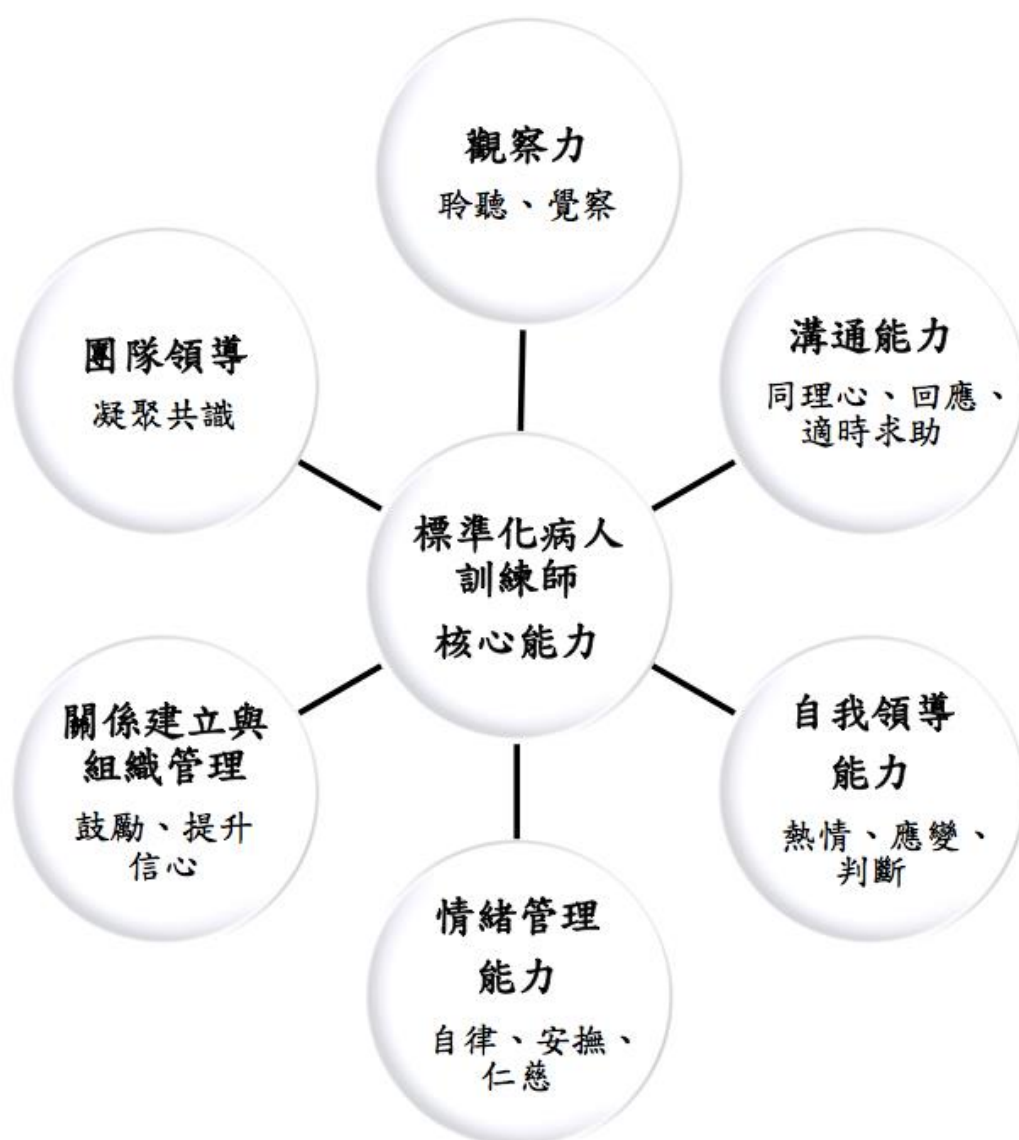 觀察力
聆聽、覺察
團隊領導
凝聚共識
溝通能力
同理心、回應、
適時求助
標準化病人
訓練師
核心能力
關係建立與
組織管理
鼓勵、提升
信心
自我領導
能力
熱情、應變、
判斷
情緒管理
能力
自律、安撫、
仁慈